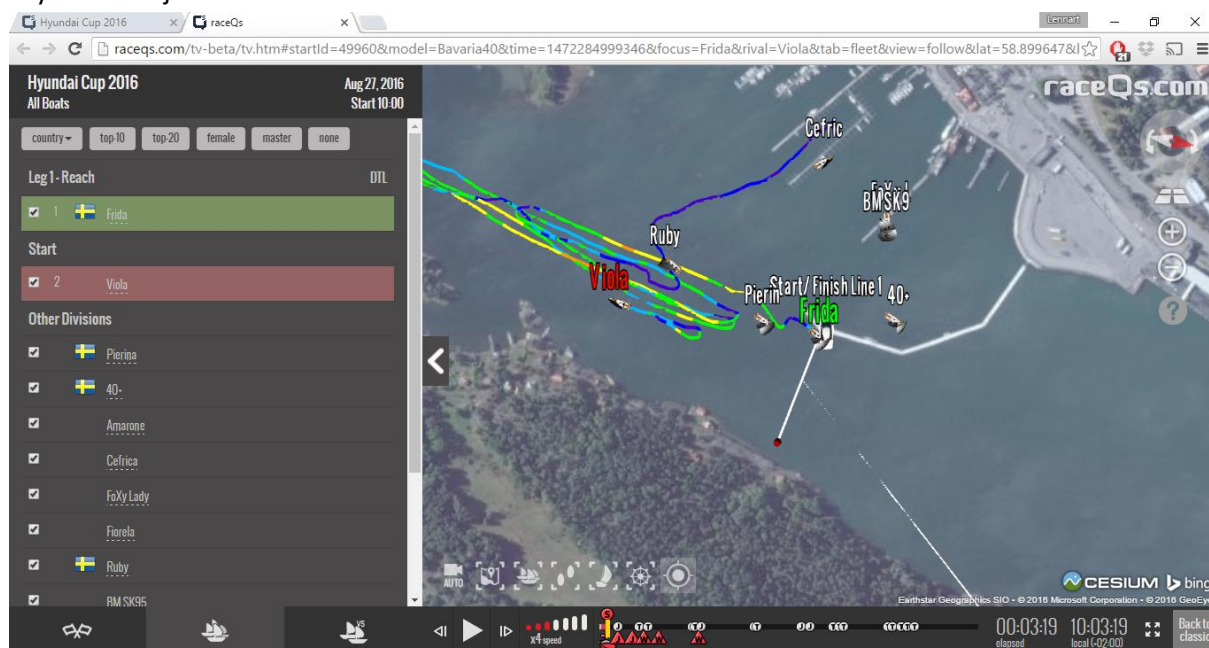 Hyundai Cup 2016
raceQs
Lennart
raceqs.com/tv-beta/tv.htm#startId=49960&model=Bavaria40&time=1472284999346&focus=Frida&rival=Viola&tab=fleet&view=follow&lat=58.899647&l
21
Hyundai Cup 2016
Aug 27, 2016
All Boats
Start 10:00
country
top-10
top-20
female
master
none
Leg 1 - Reach
DTL
1
Frida
Start
2
Viola
Other Divisions
Pierina
40+
Amarone
Cefrica
FoXy Lady
Fiorela
Ruby
BM SK95
raceQs.com
Cefric
BM SK9
Ruby
Viola
Pierin
Start/ Finish Line 1
40+
Frida
?
AUTO
CESIUM
bing
Earthstar Geographics SIO - © 2016 Microsoft Corporation - © 2016 GeoEye
VS
x4 speed
S
00:03:19
elapsed
10:03:19
local (-02:00)
Back to
classic